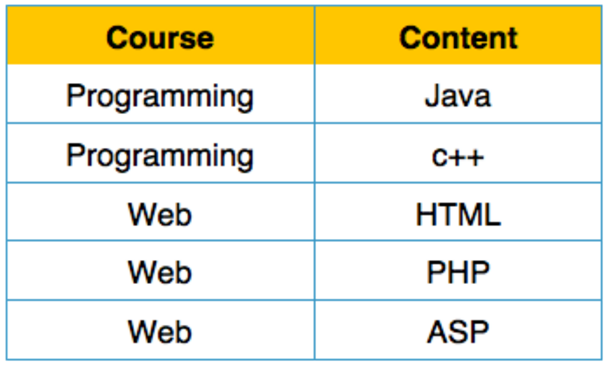 Course Content
Programming Java
Programming c++
Web HTML
Web PHP
Web ASP